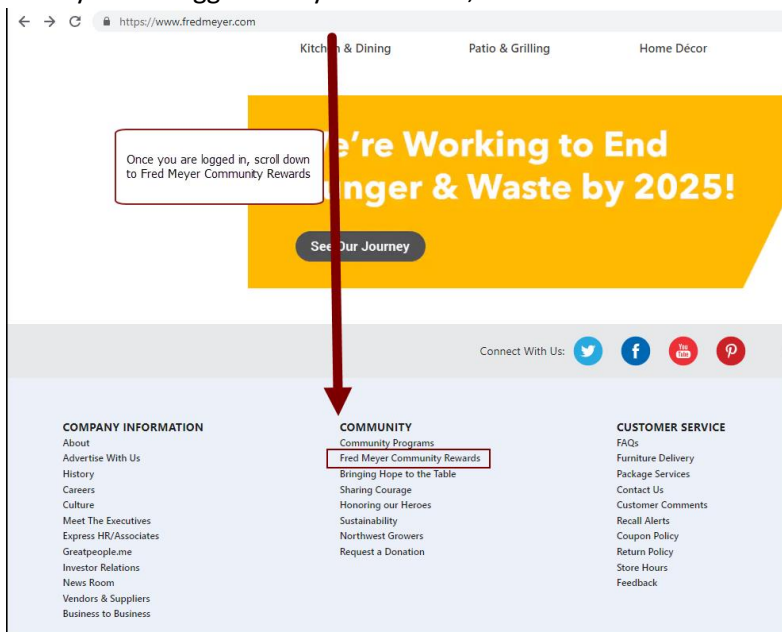 https://www.fredmeyer.com
Kitchen & Dining Patio & Grilling Home Décor
Once you are logged in, scroll down
to Fred Meyer Community Rewards
're Working to End
nger & Waste by 2025!
See Our Journey
Connect With Us:
You
Tube
COMPANY INFORMATION
About
Advertise With Us
History
Careers
Culture
Meet The Executives
Express HR/Associates
Greatpeople.me
Investor Relations
News Room
Vendors & Suppliers
Business to Business
COMMUNITY
Community Programs
Fred Meyer Community Rewards
Bringing Hope to the Table
Sharing Courage
Honoring our Heroes
Sustainability
Northwest Growers
Request a Donation
CUSTOMER SERVICE
FAQs
Furniture Delivery
Package Services
Contact Us
Customer Comments
Recall Alerts
Coupon Policy
Return Policy
Store Hours
Feedback